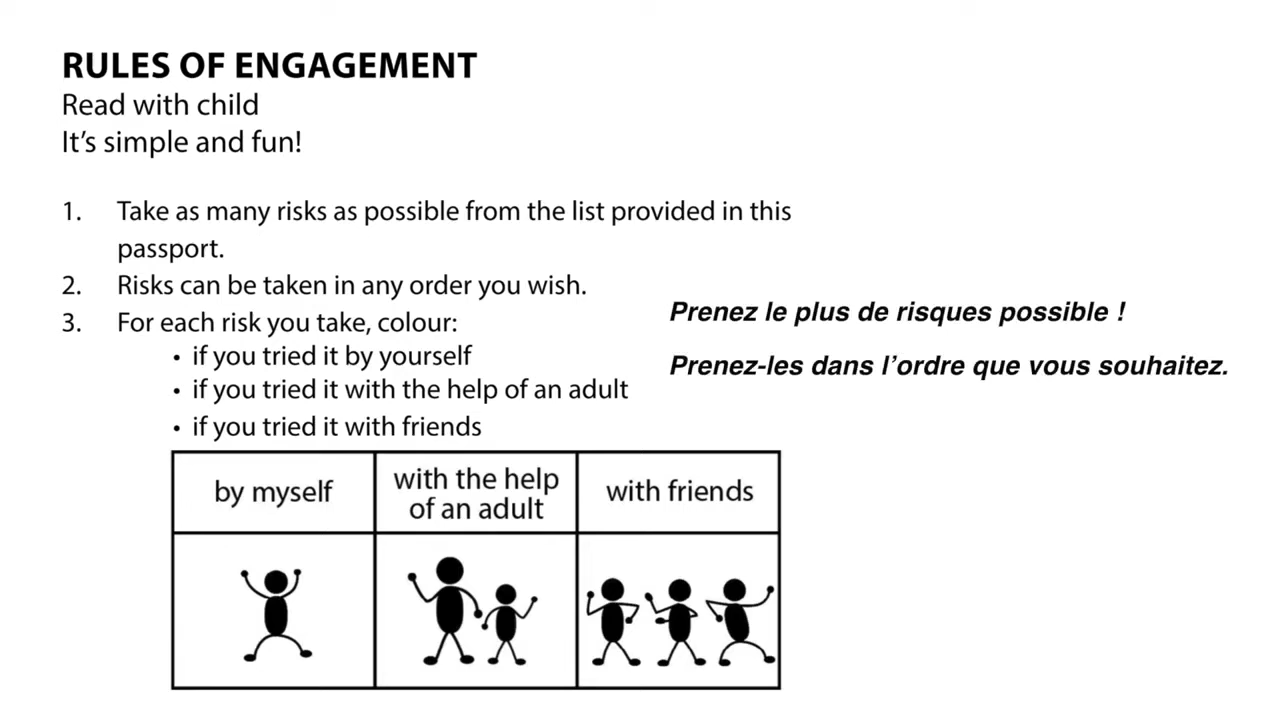 RULES OF ENGAGEMENT
Read with child
It’s simple and fun!
1. Take as many risks as possible from the list provided in this
passport.
2. Risks can be taken in any order you wish.
3. For each risk you take, colour:
• if you tried it by yourself
• if you tried it with the help of an adult
• if you tried it with friends
Prenez le plus de risques possible !
Prenez-les dans l’ordre que vous souhaitez.
by myself
with the help
of an adult
with friends